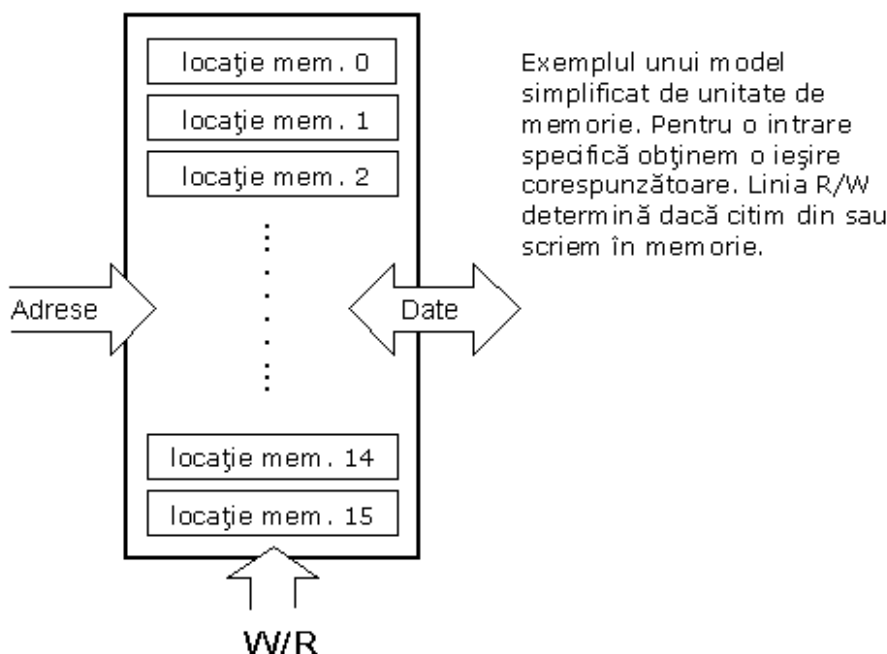 locaţie mem. 0
locaţie mem. 1
locaţie mem. 2
locaţie mem. 14
locaţie mem. 15
Adrese
Date
W/R
Exemplul unui model
simplificat de unitate de
memorie. Pentru o intrare
specifică obţinem o ieşire
corespunzătoare. Linia R/W
determină dacă citim din sau
scriem în memorie.